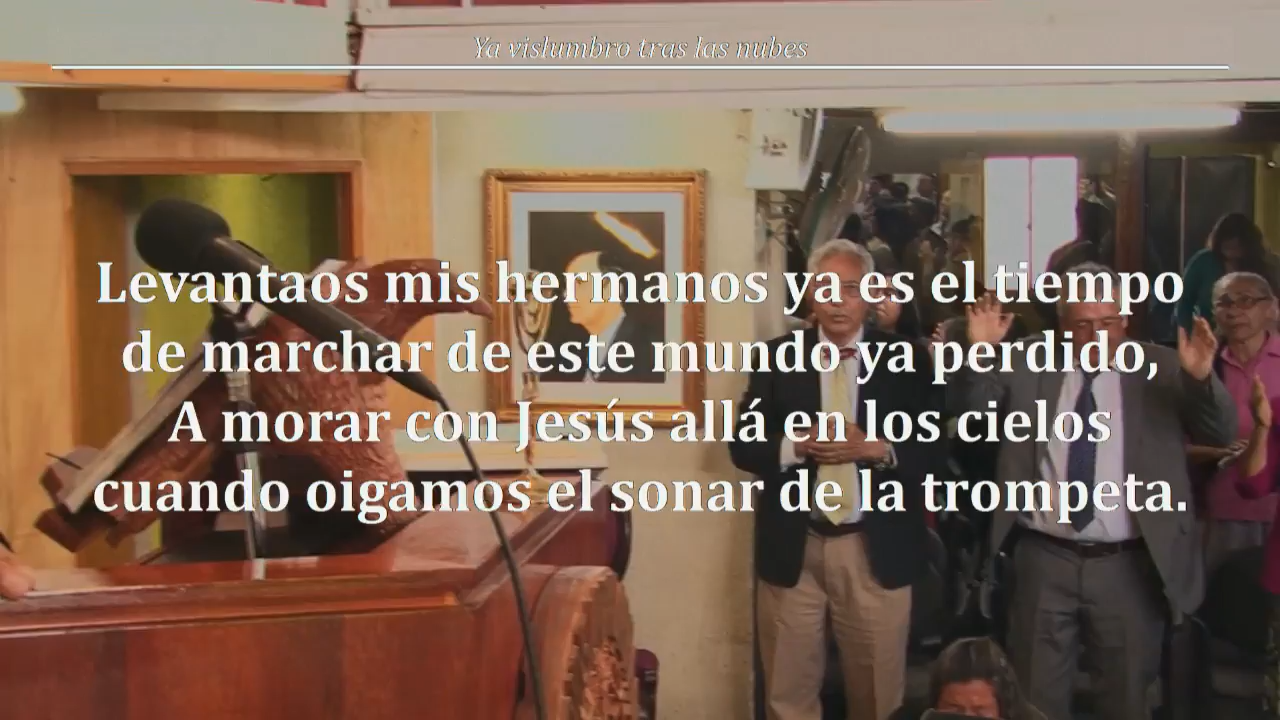 Ya vislumbro tras las nubes
Levantaos mis hermanos ya es el tiempo
de marchar de este mundo ya perdido,
A morar con Jesús allá en los cielos
cuando oigamos el sonar de la trompeta.